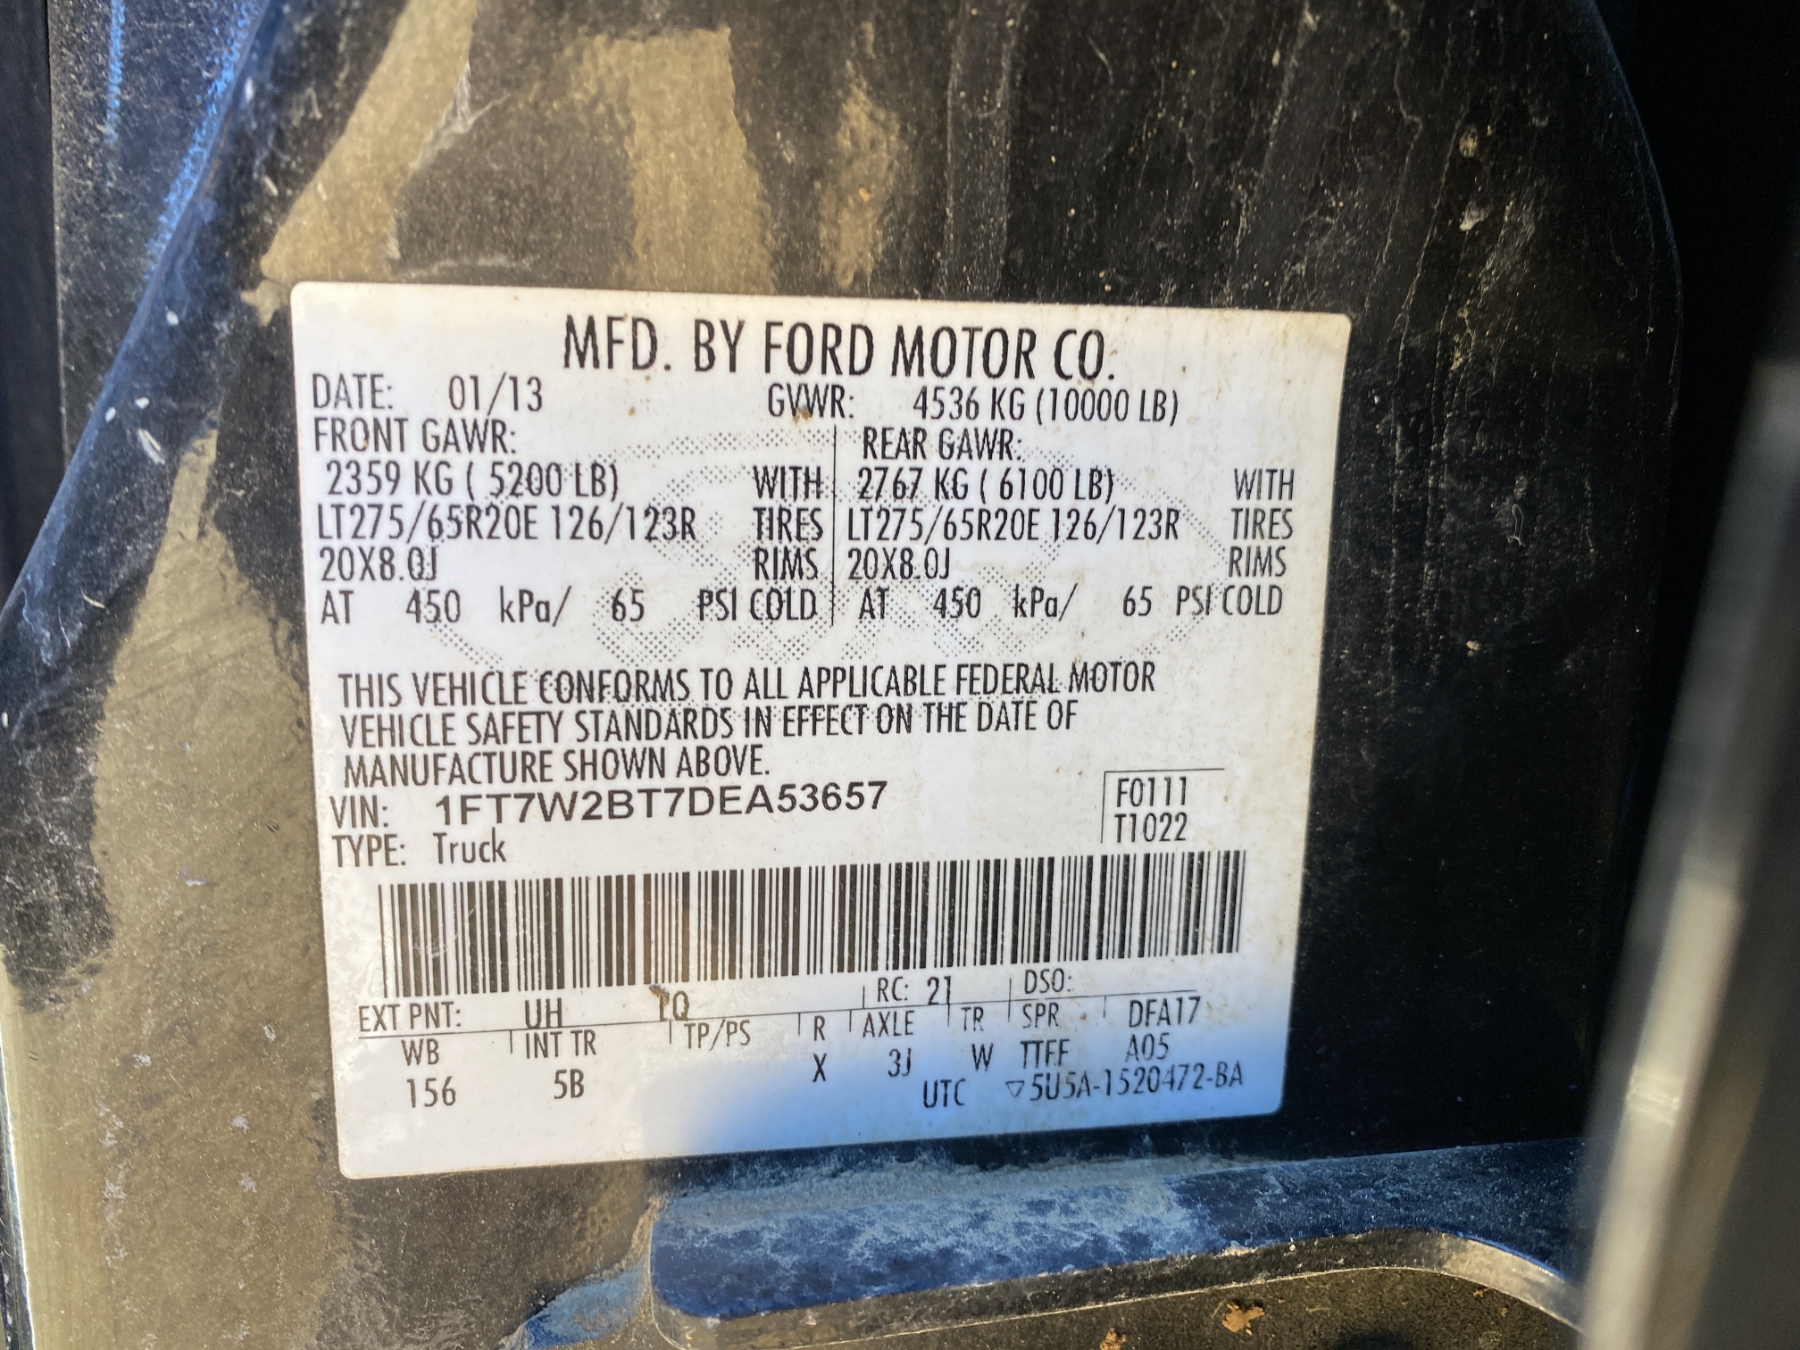 MFD. BY FORD MOTOR CO.
DATE: 01/13 GVWR: 4536 KG (10000 LB)
FRONT GAWR: REAR GAWR:
2359 KG ( 5200 LB) WITH 2767 KG ( 6100 LB) WITH
LT275/65R20E 126/123R TIRES LT275/65R20E 126/123R TIRES
20X8.0J RIMS 20X8.0J RIMS
AT 450 kPa/ 65 PSI COLD AT 450 kPa/ 65 PSI COLD
THIS VEHICLE CONFORMS TO ALL APPLICABLE FEDERAL MOTOR
VEHICLE SAFETY STANDARDS IN EFFECT ON THE DATE OF
MANUFACTURE SHOWN ABOVE.
VIN: 1FT7W2BT7DEA53657 F0111
TYPE: Truck T1022
EXT PNT: UH RC: 21 DSO:
WB INT TR TP/PS R AXLE TR SPR DFA17
156 5B X 3J W TTFF A05
UTC ▽5U5A-1520472-BA